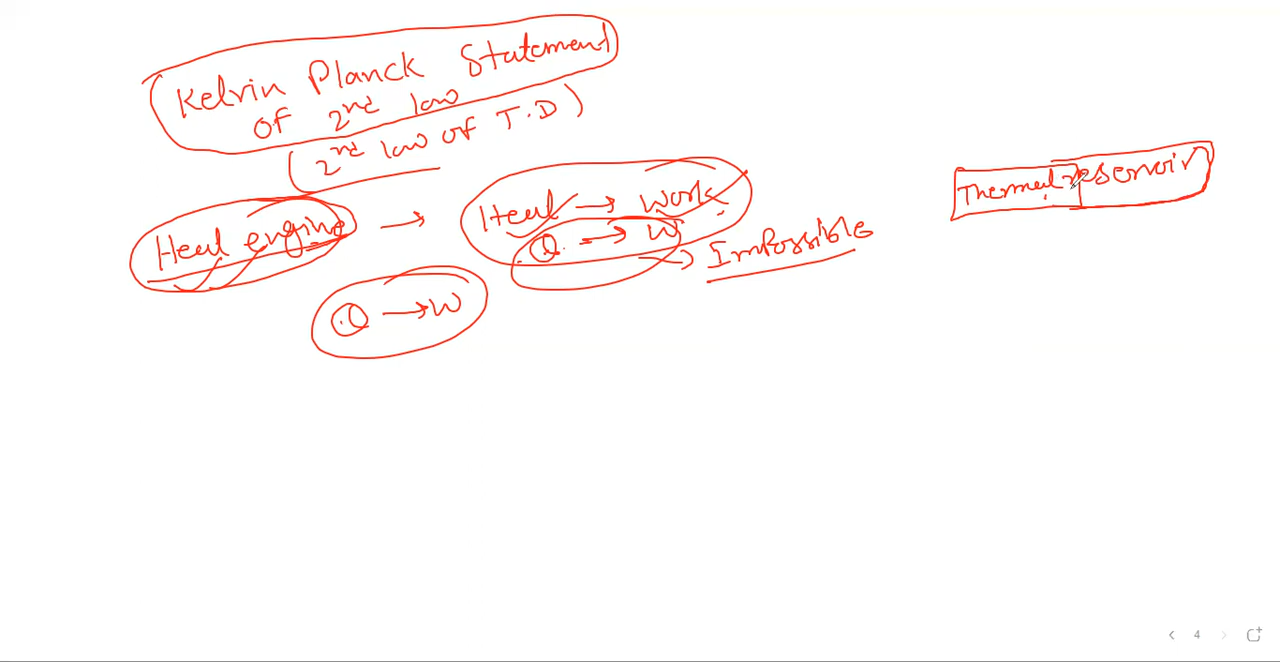 Kelvin Planck Statement
Of 2nd law
(2nd law of T.D)
Heat engine → Heat → Work
Q → W
→ Impossible
Q → W
Thermal reservoir
4